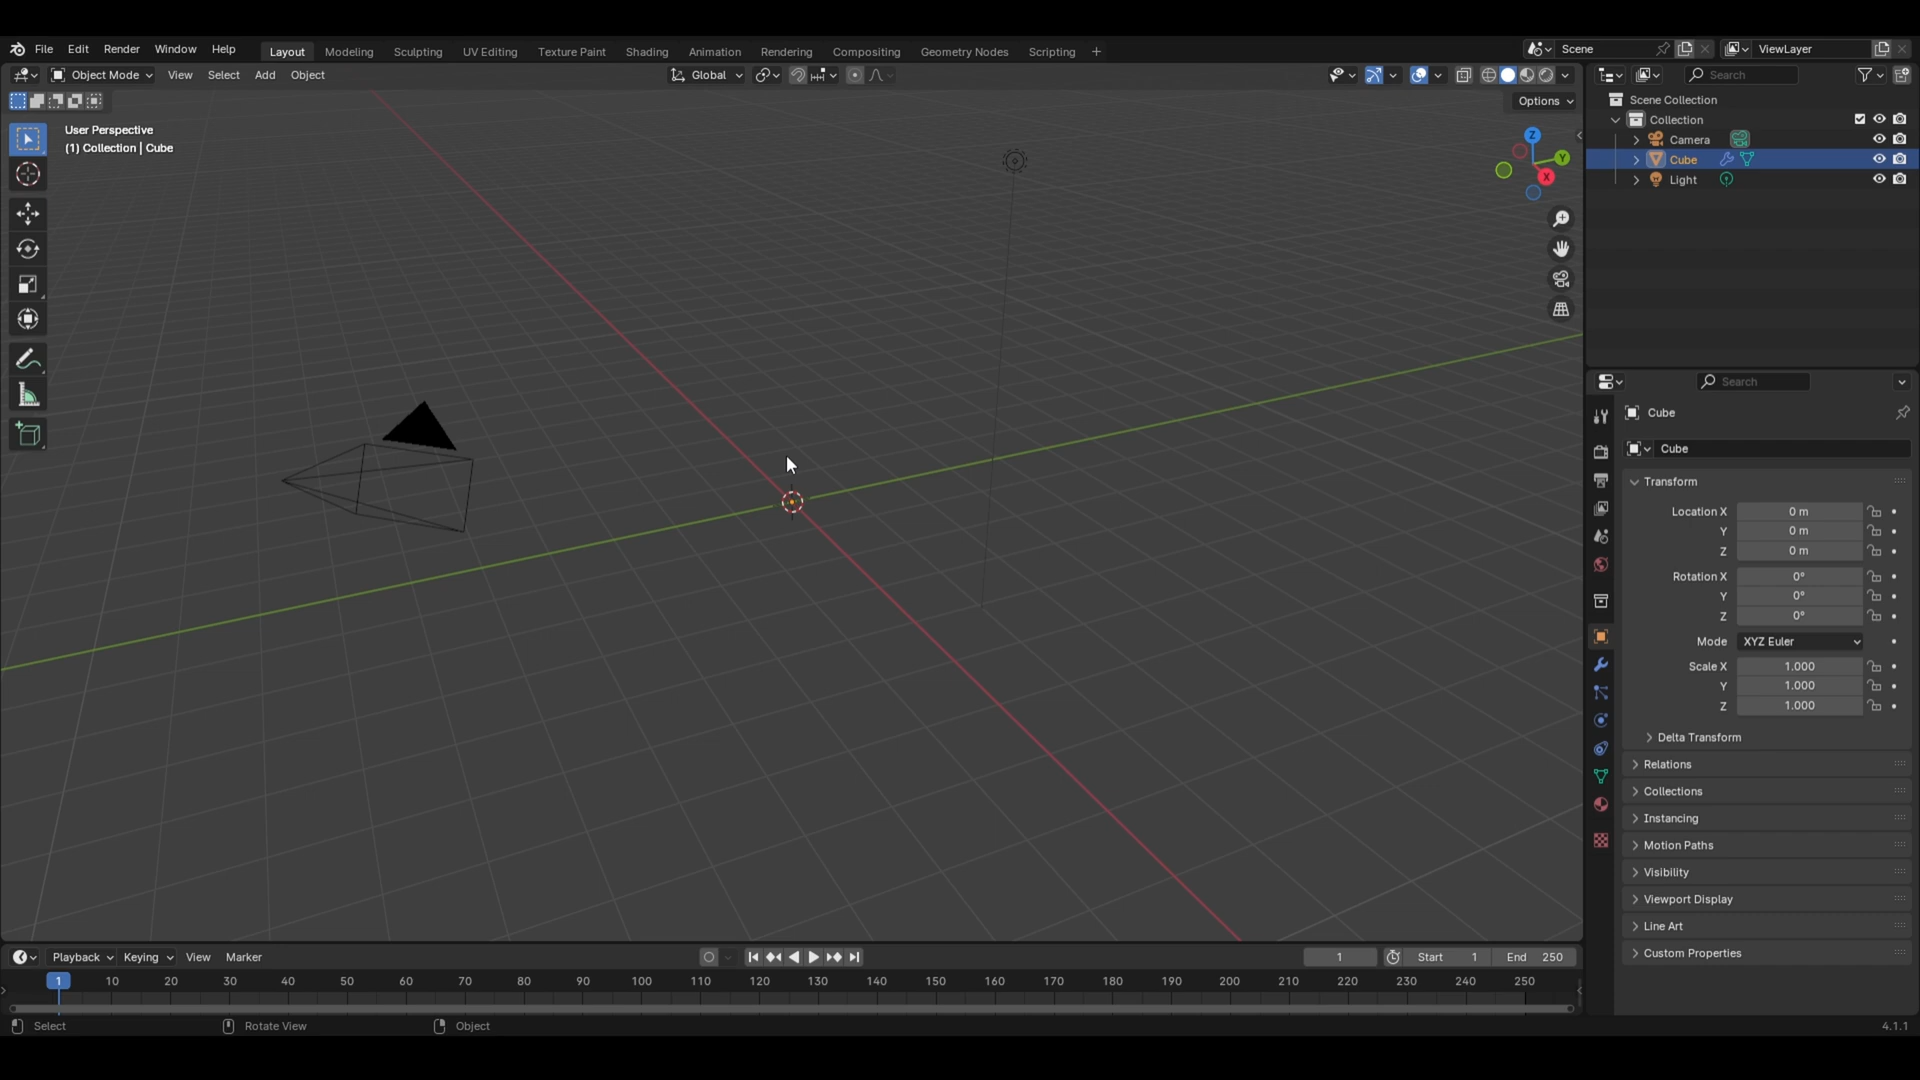 File Edit Render Window Help Layout Modeling Sculpting UV Editing Texture Paint Shading Animation Rendering Compositing Geometry Nodes Scripting + Scene ViewLayer
Object Mode View Select Add Object Global Search
Options
User Perspective
(1) Collection | Cube
Z
Y
X
Scene Collection
Collection
Camera
Cube
Light
Search
Cube
Cube
Transform
Location X 0 m
Y 0 m
Z 0 m
Rotation X 0°
Y 0°
Z 0°
Mode XYZ Euler
Scale X 1.000
Y 1.000
Z 1.000
Delta Transform
Relations
Collections
Instancing
Motion Paths
Visibility
Viewport Display
Line Art
Custom Properties
Playback Keying View Marker 1 Start 1 End 250
1 10 20 30 40 50 60 70 80 90 100 110 120 130 140 150 160 170 180 190 200 210 220 230 240 250
Select Rotate View Object 4.1.1